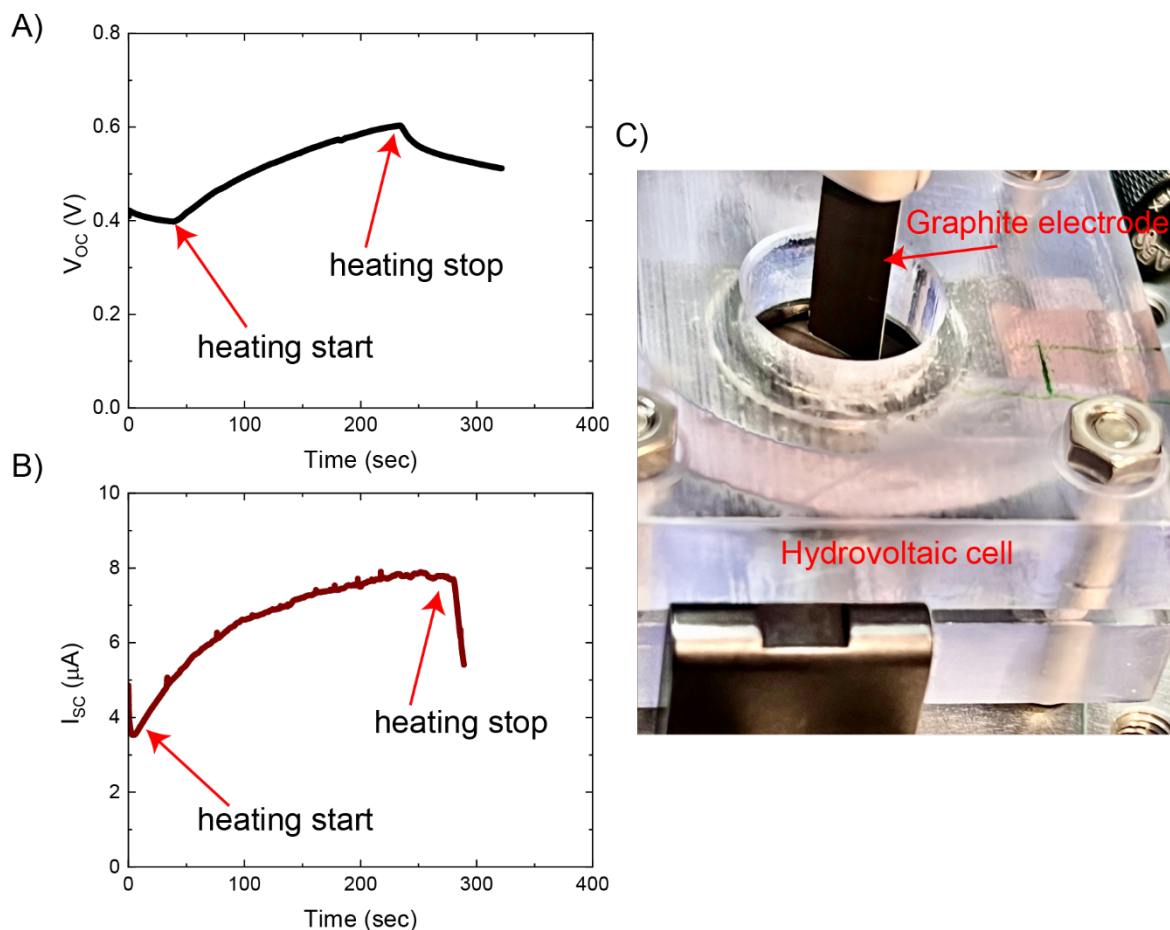 A)
0.8
0.6
0.4
0.2
0.0
V_OC (V)
heating stop
heating start
0
100
200
300
400
Time (sec)
B)
10
8
6
4
2
0
I_SC (μA)
heating stop
heating start
0
100
200
300
400
Time (sec)
C)
Graphite electrode
Hydrovoltaic cell